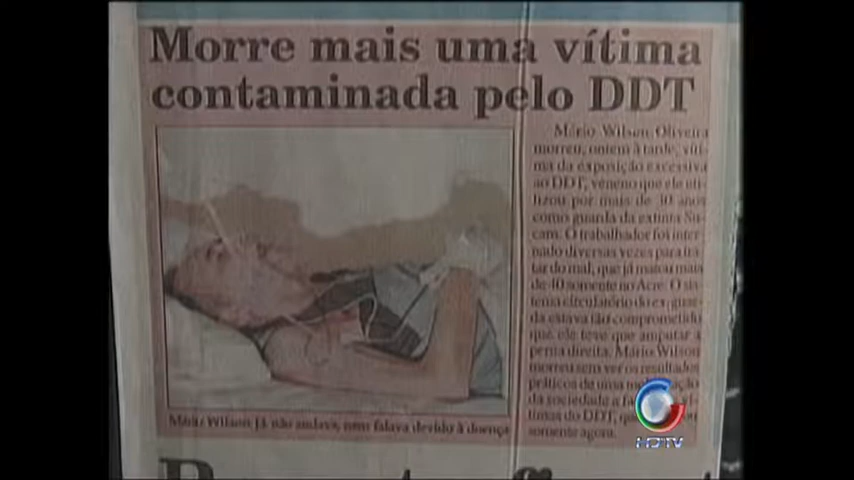 Morre mais uma vítima
contaminada pelo DDT
Mário Wilson Oliveira
morreu, ontem à tarde, víti-
ma da exposição excessiva
ao DDT, veneno que ele uti-
lizou por mais de 30 anos
como guarda da extinta Su-
cam. O trabalhador foi inter-
nado diversas vezes para tra-
tar do mal, que já matou mais
de 40 somente no Acre. O sis-
tema circulatório do ex-guar-
da estava tão comprometido
que ele teve que amputar a
perna direita. Mário Wilson
morreu sem ver os resultados
práticos de uma
da sociedade a
timas do DDT,
somente agora.
Mário Wilson já não andava, nem falava devido à doença
HDTV